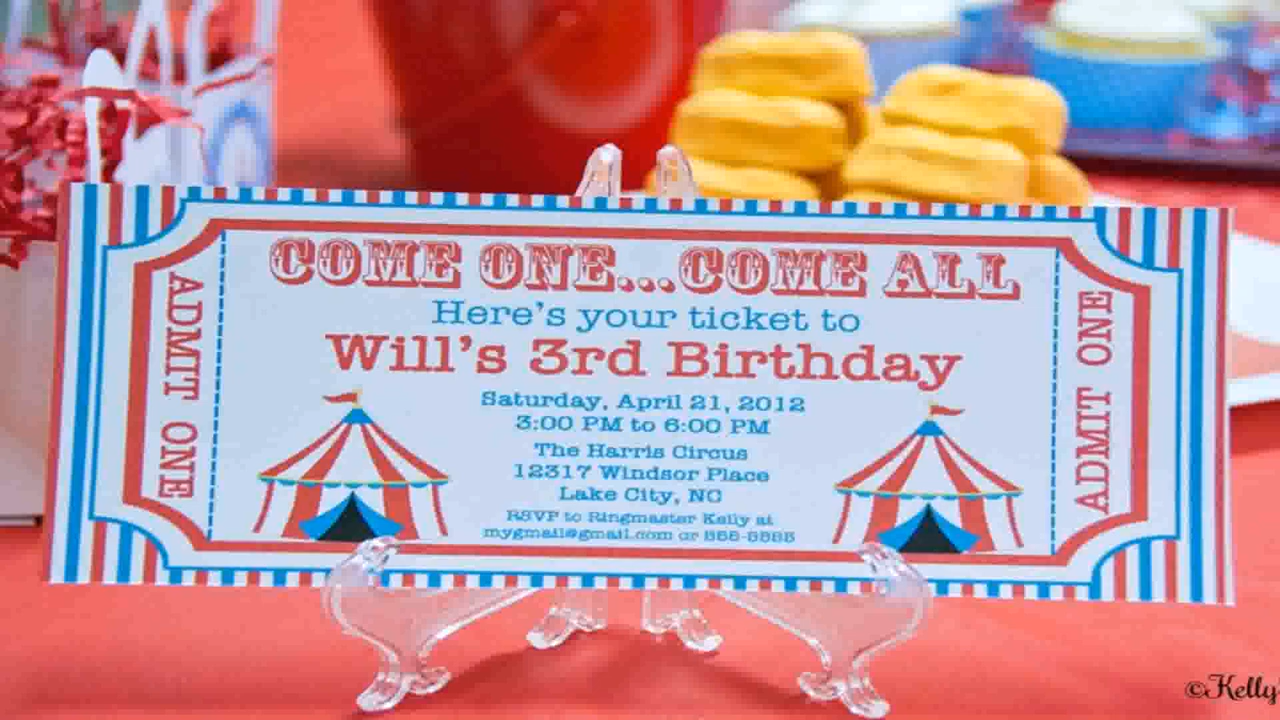 COME ONE...COME ALL
Here's your ticket to
Will's 3rd Birthday
Saturday, April 21, 2012
3:00 PM to 6:00 PM
The Harris Circus
12317 Windsor Place
Lake City, NC
RSVP to Ringmaster Kelly at
mygmail@gmail.com or
ADMIT ONE
ADMIT ONE
©Kelly